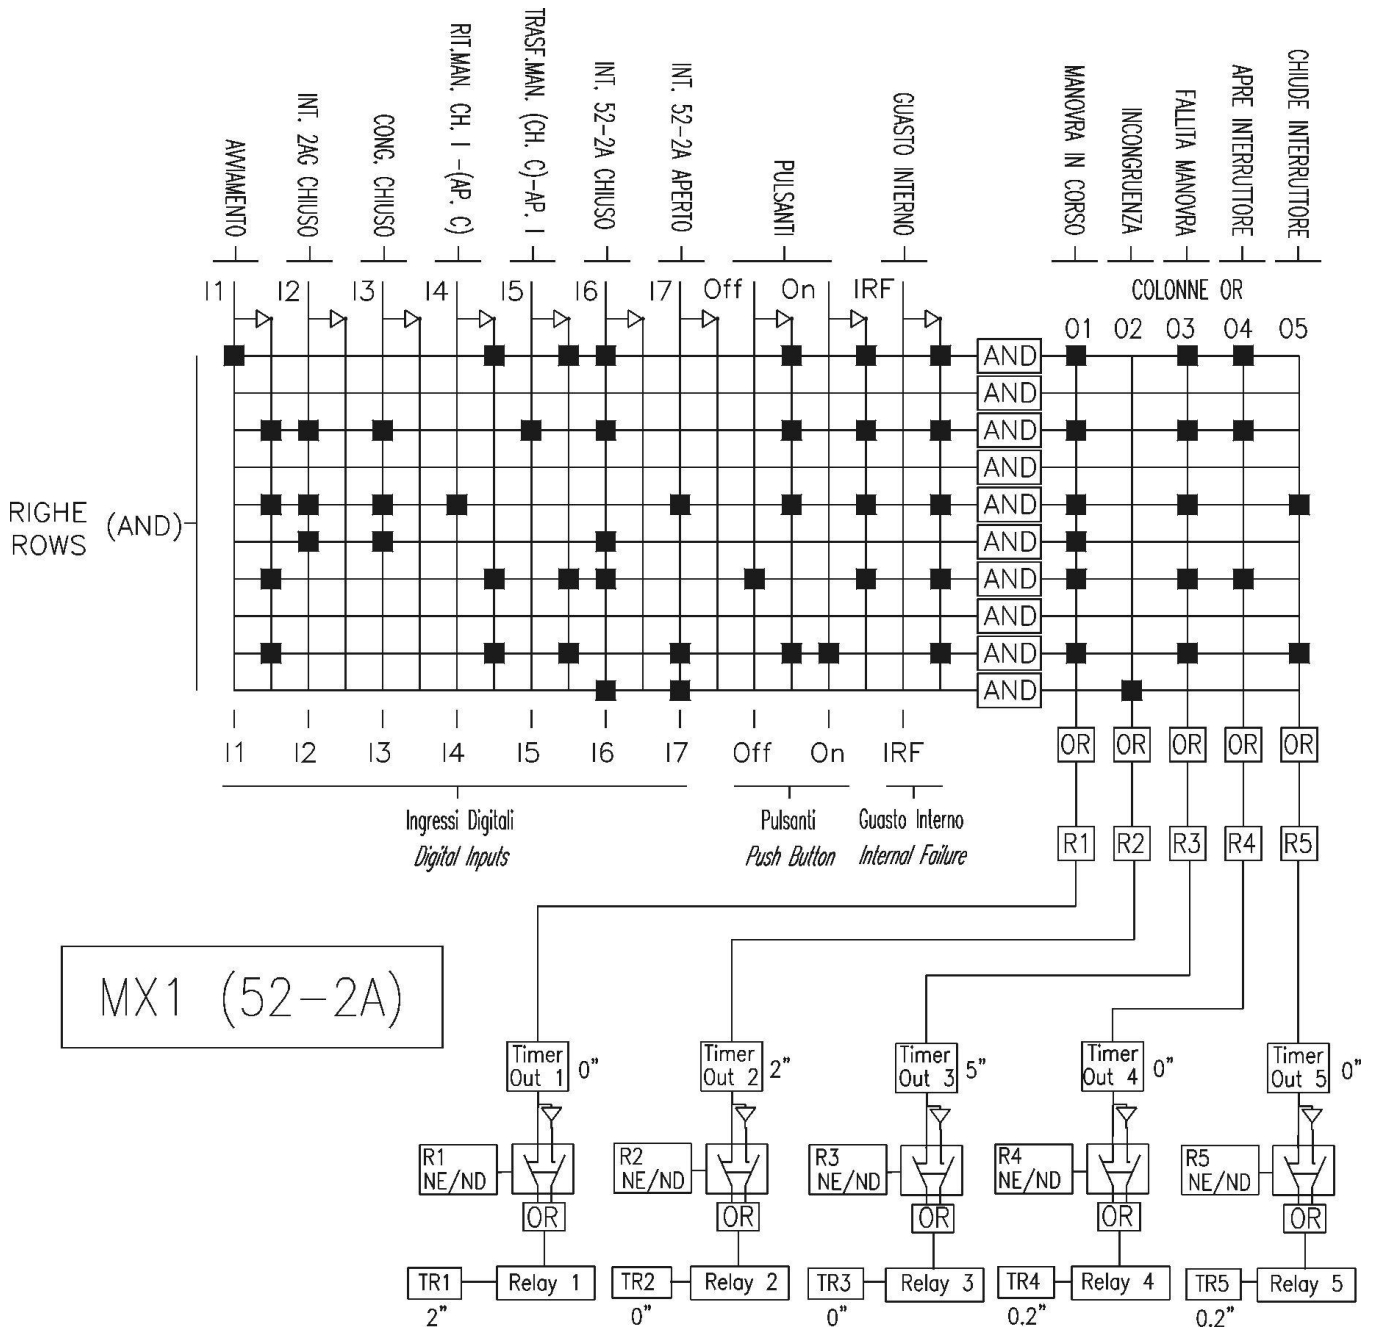 AVVIAMENTO
INT. 2AG CHIUSO
CONG. CHIUSO
RIT.MAN. CH. I -(AP. C)
TRASF.MAN. (CH. C)-AP. I
INT. 52-2A CHIUSO
INT. 52-2A APERTO
PULSANTI
GUASTO INTERNO
MANOVRA IN CORSO
INCONGRUENZA
FALLITA MANOVRA
APRE INTERRUTTORE
CHIUDE INTERRUTTORE
I1 I2 I3 I4 I5 I6 I7 Off On IRF
COLONNE OR
O1 O2 O3 O4 O5
AND
AND
AND
AND
RIGHE
ROWS
(AND)
AND
AND
AND
AND
AND
AND
I1 I2 I3 I4 I5 I6 I7 Off On IRF
OR OR OR OR OR
Ingressi Digitali
Digital Inputs
Pulsanti
Push Button
Guasto Interno
Internal Failure
R1 R2 R3 R4 R5
MX1 (52-2A)
Timer
Out 1
0"
Timer
Out 2
2"
Timer
Out 3
5"
Timer
Out 4
0"
Timer
Out 5
0"
R1
NE/ND
R2
NE/ND
R3
NE/ND
R4
NE/ND
R5
NE/ND
OR OR OR OR OR
TR1
Relay 1
TR2
Relay 2
TR3
Relay 3
TR4
Relay 4
TR5
Relay 5
2"
0"
0"
0.2"
0.2"